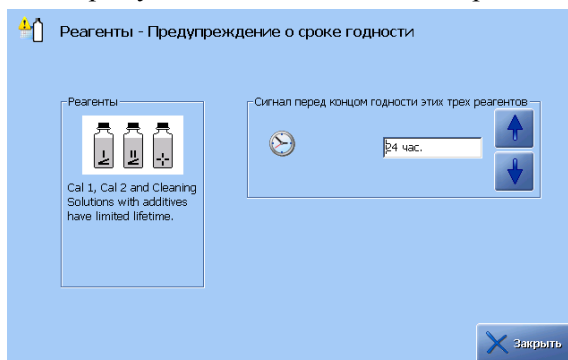 Реагенты - Предупреждение о сроке годности
Реагенты
Cal 1, Cal 2 and Cleaning
Solutions with additives
have limited lifetime.
Сигнал перед концом годности этих трех реагентов
24 час.
Закрыть